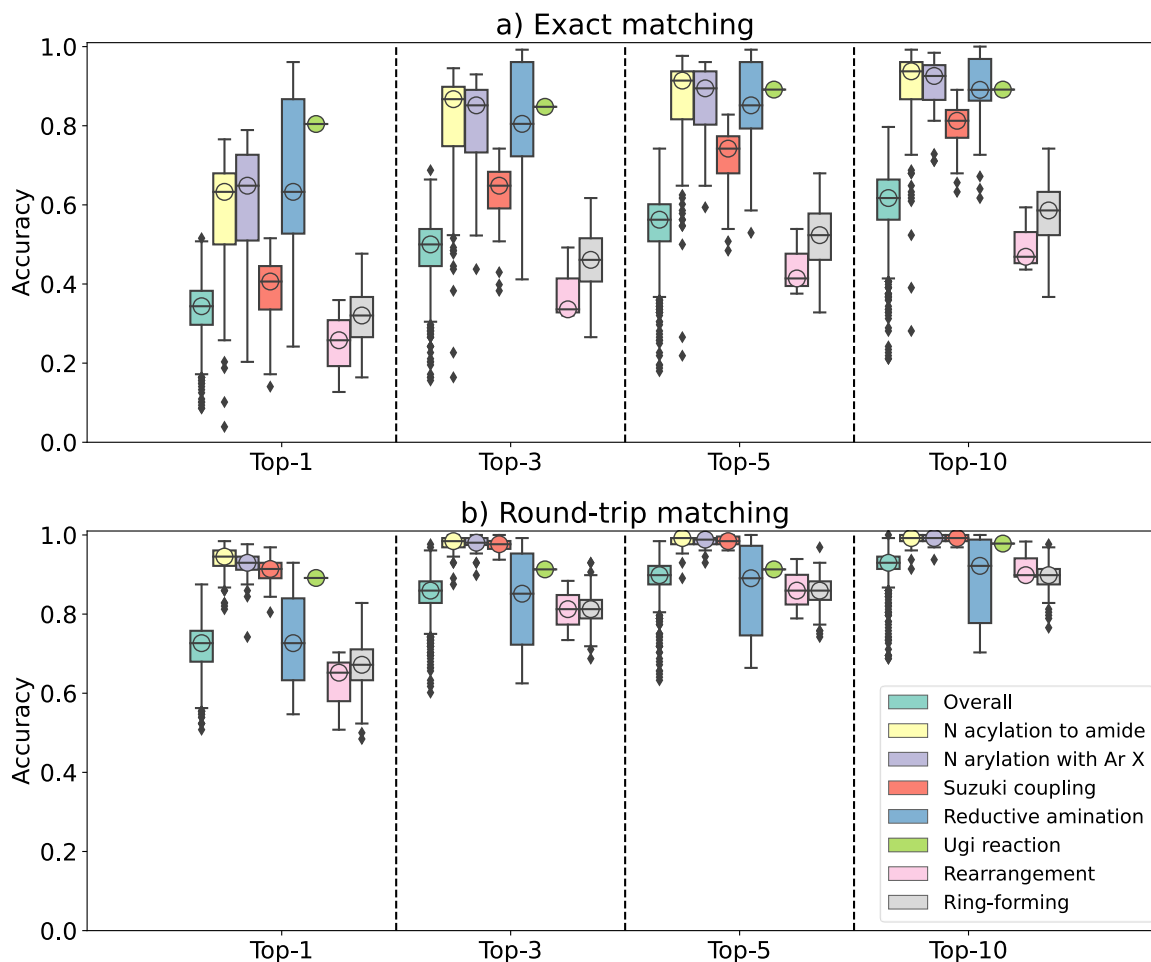 a) Exact matching
1.0
0.8
0.6
0.4
0.2
0.0
Accuracy
Top-1 Top-3 Top-5 Top-10
b) Round-trip matching
1.0
0.8
0.6
0.4
0.2
0.0
Accuracy
Overall
N acylation to amide
N arylation with Ar X
Suzuki coupling
Reductive amination
Ugi reaction
Rearrangement
Ring-forming
Top-1 Top-3 Top-5 Top-10